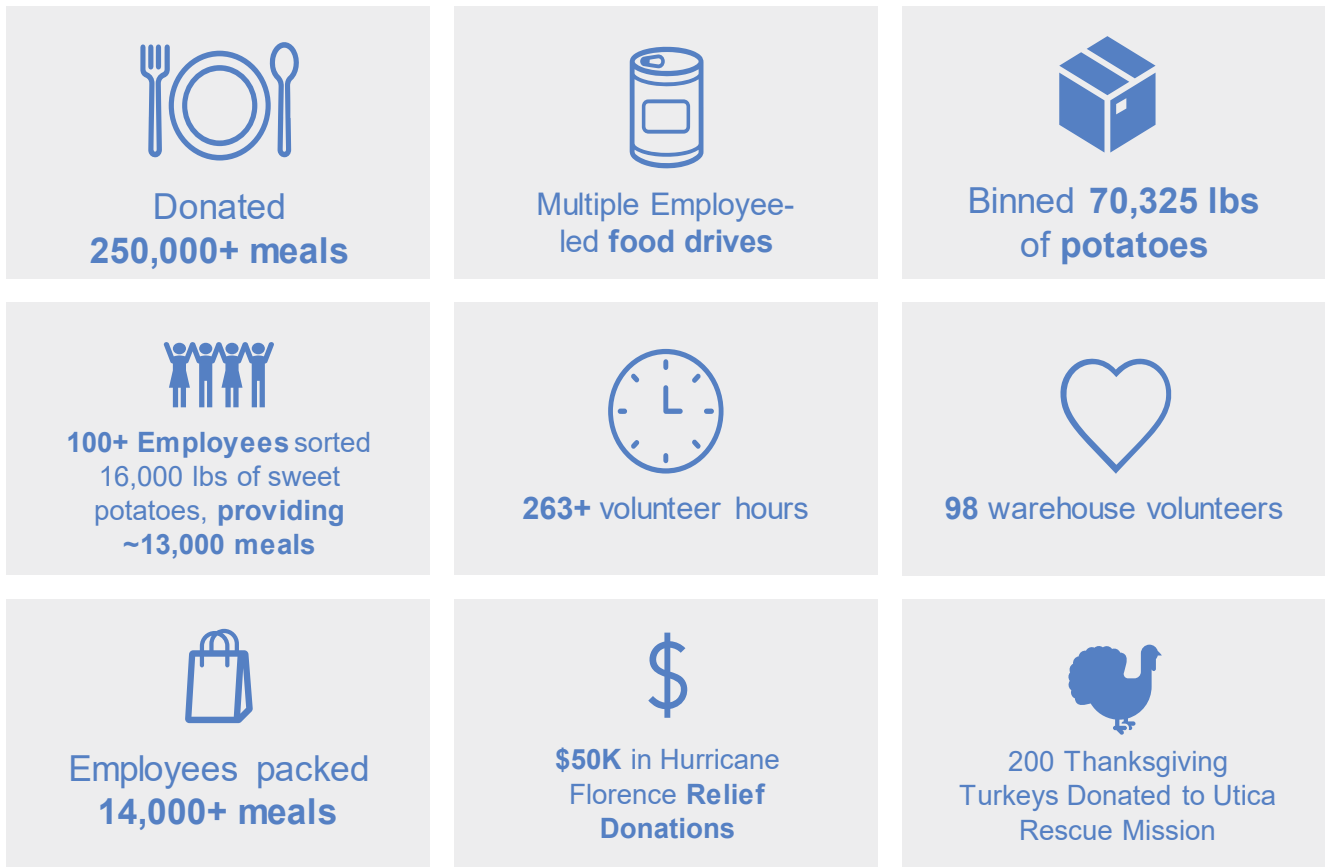 Donated
250,000+ meals
Multiple Employee-
led food drives
Binned 70,325 lbs
of potatoes
100+ Employees sorted
16,000 lbs of sweet
potatoes, providing
~13,000 meals
263+ volunteer hours
98 warehouse volunteers
Employees packed
14,000+ meals
$50K in Hurricane
Florence Relief
Donations
200 Thanksgiving
Turkeys Donated to Utica
Rescue Mission